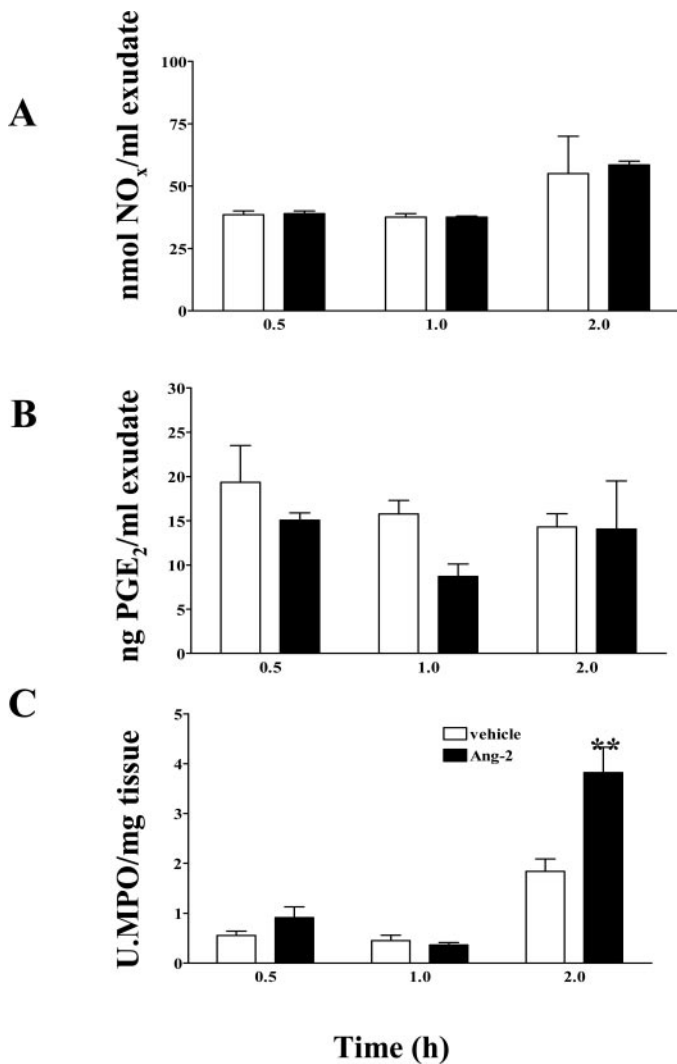 A
nmol NOx/ml exudate
100
75
50
25
0
0.5 1.0 2.0
B
ng PGE2/ml exudate
30
25
20
15
10
5
0
0.5 1.0 2.0
C
U.MPO/mg tissue
5
4
3
2
1
0
vehicle
Ang-2
**
0.5 1.0 2.0
Time (h)